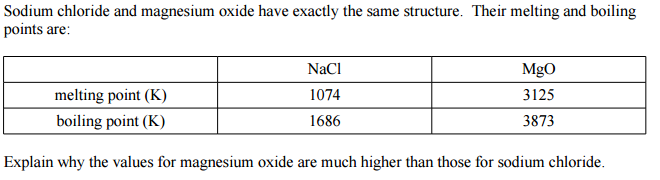 Sodium chloride and magnesium oxide have exactly the same structure.  Their melting and boiling
points are:
NaCl MgO
melting point (K) 1074 3125
boiling point (K) 1686 3873
Explain why the values for magnesium oxide are much higher than those for sodium chloride.